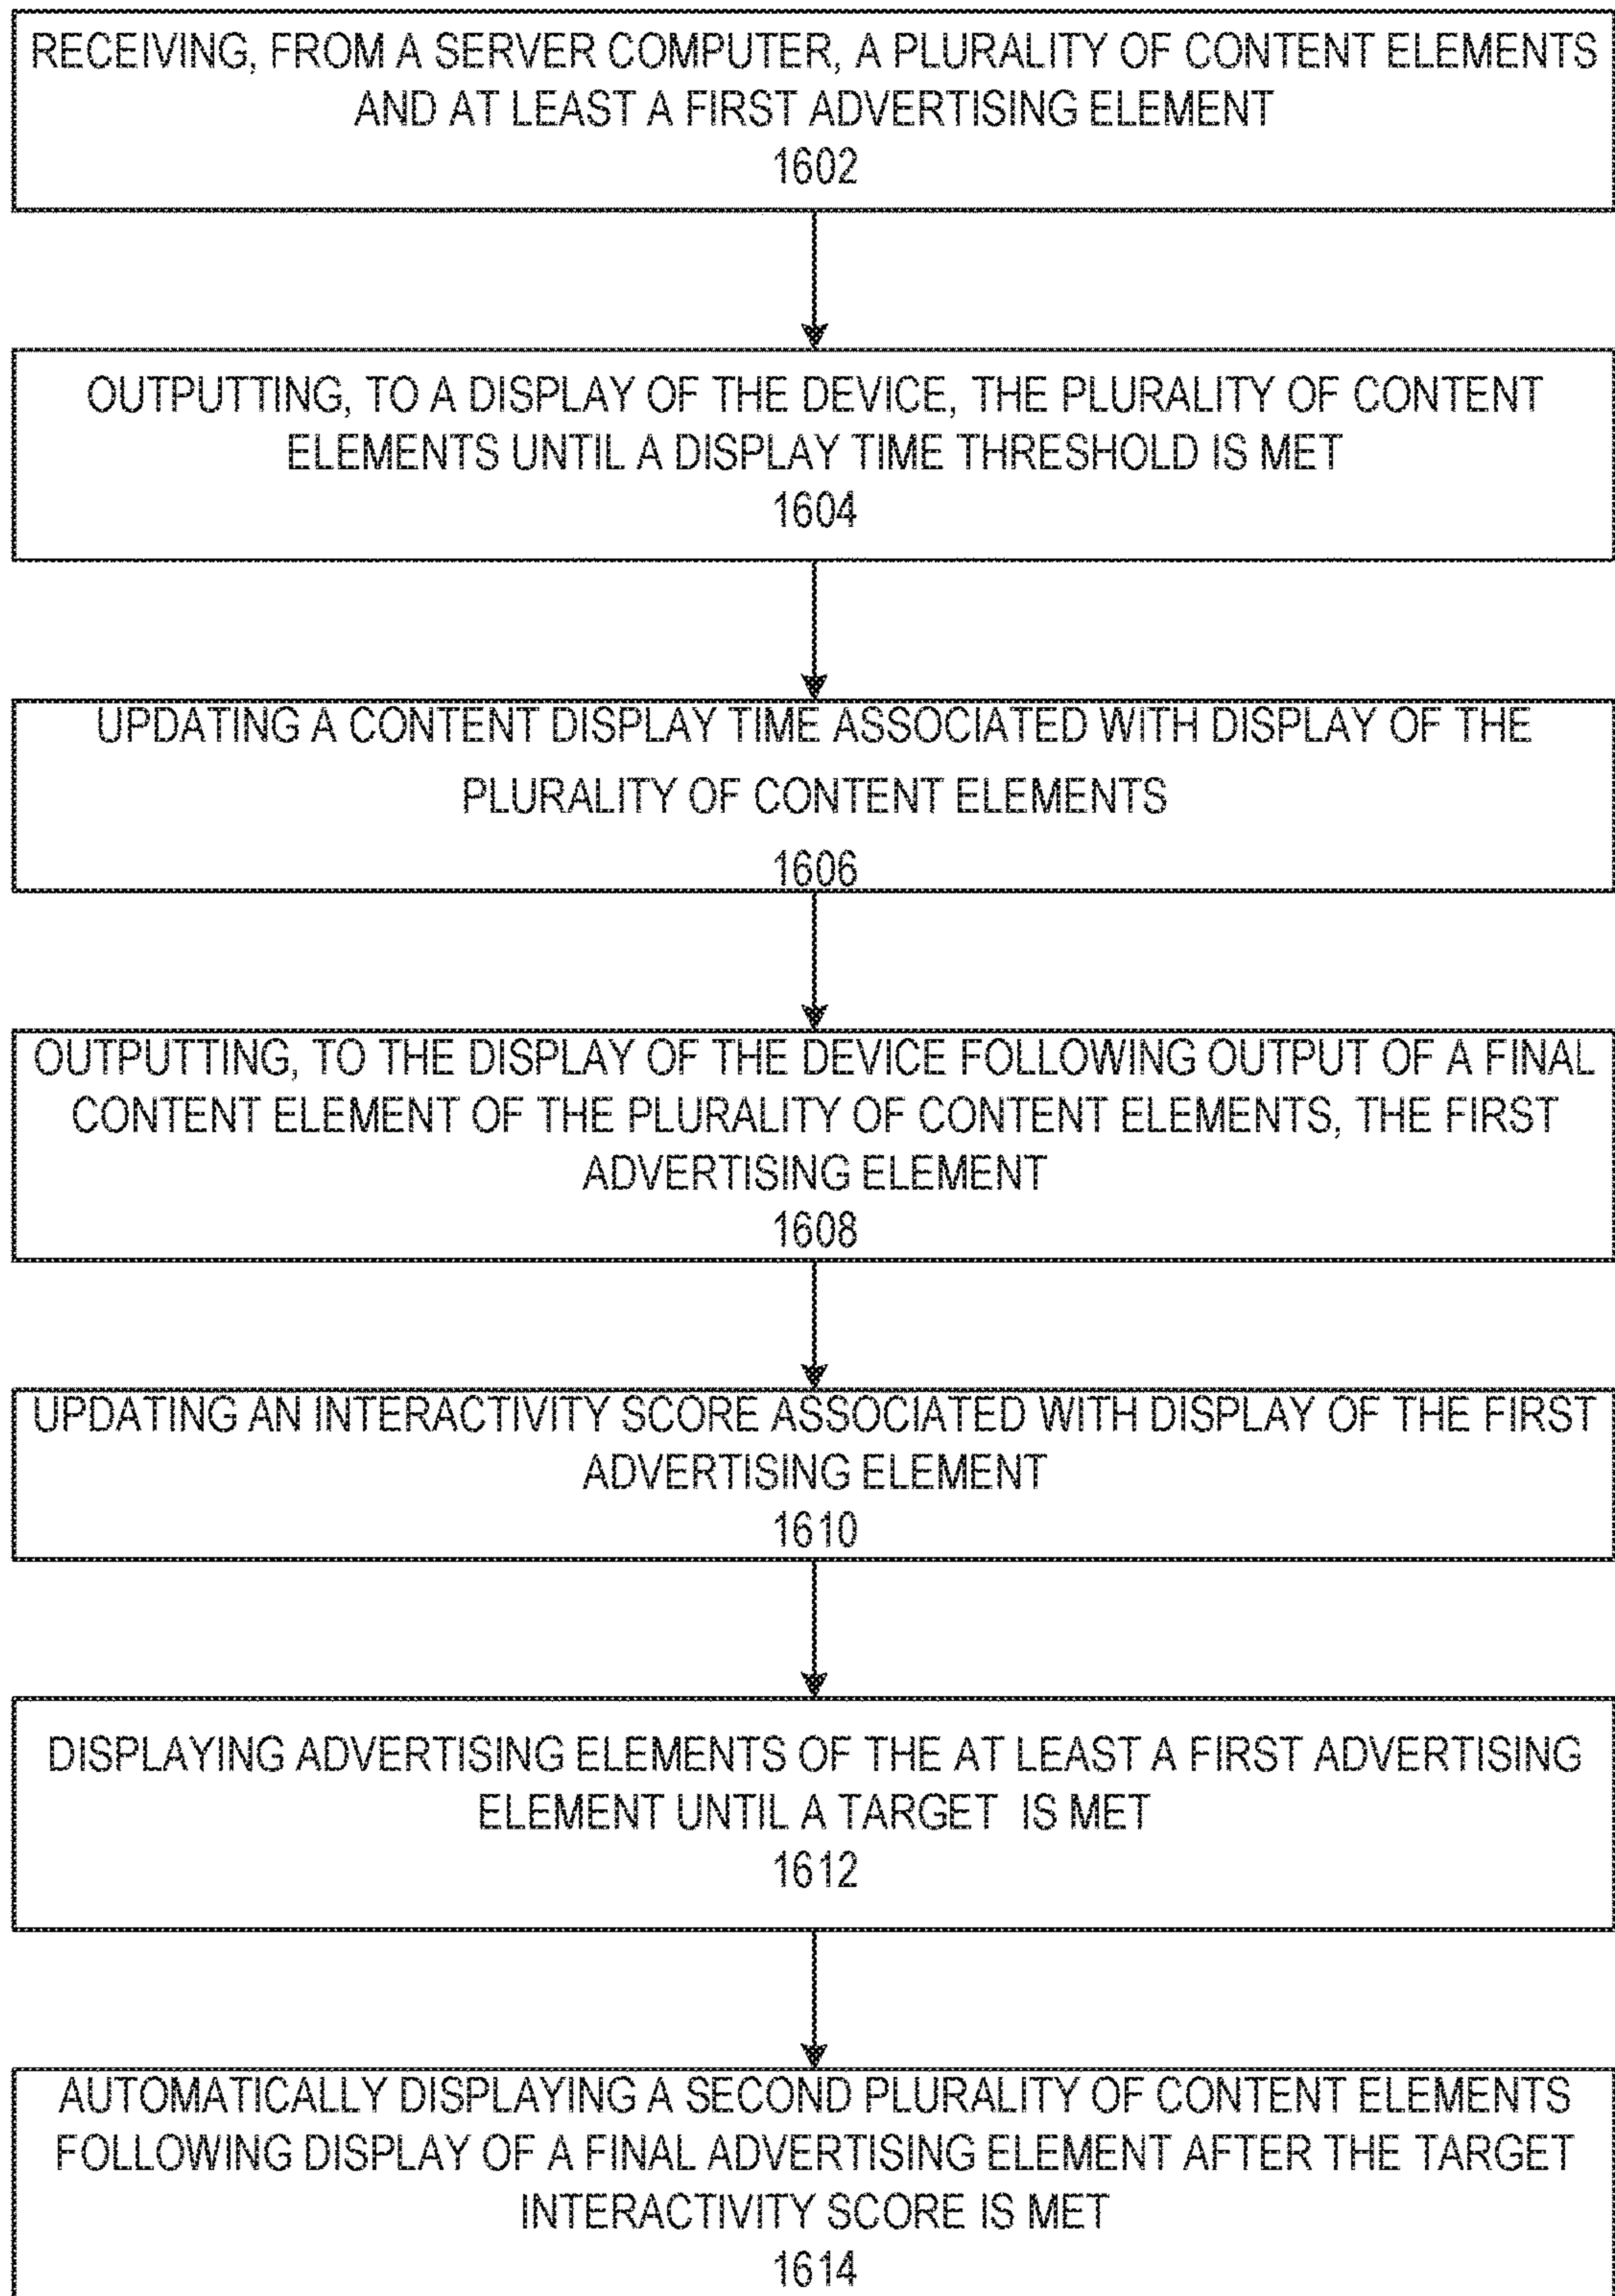 RECEIVING, FROM A SERVER COMPUTER, A PLURALITY OF CONTENT ELEMENTS
AND AT LEAST A FIRST ADVERTISING ELEMENT
1602
OUTPUTTING, TO A DISPLAY OF THE DEVICE, THE PLURALITY OF CONTENT
ELEMENTS UNTIL A DISPLAY TIME THRESHOLD IS MET
1604
UPDATING A CONTENT DISPLAY TIME ASSOCIATED WITH DISPLAY OF THE
PLURALITY OF CONTENT ELEMENTS
1606
OUTPUTTING, TO THE DISPLAY OF THE DEVICE FOLLOWING OUTPUT OF A FINAL
CONTENT ELEMENT OF THE PLURALITY OF CONTENT ELEMENTS, THE FIRST
ADVERTISING ELEMENT
1608
UPDATING AN INTERACTIVITY SCORE ASSOCIATED WITH DISPLAY OF THE FIRST
ADVERTISING ELEMENT
1610
DISPLAYING ADVERTISING ELEMENTS OF THE AT LEAST A FIRST ADVERTISING
ELEMENT UNTIL A TARGET IS MET
1612
AUTOMATICALLY DISPLAYING A SECOND PLURALITY OF CONTENT ELEMENTS
FOLLOWING DISPLAY OF A FINAL ADVERTISING ELEMENT AFTER THE TARGET
INTERACTIVITY SCORE IS MET
1614